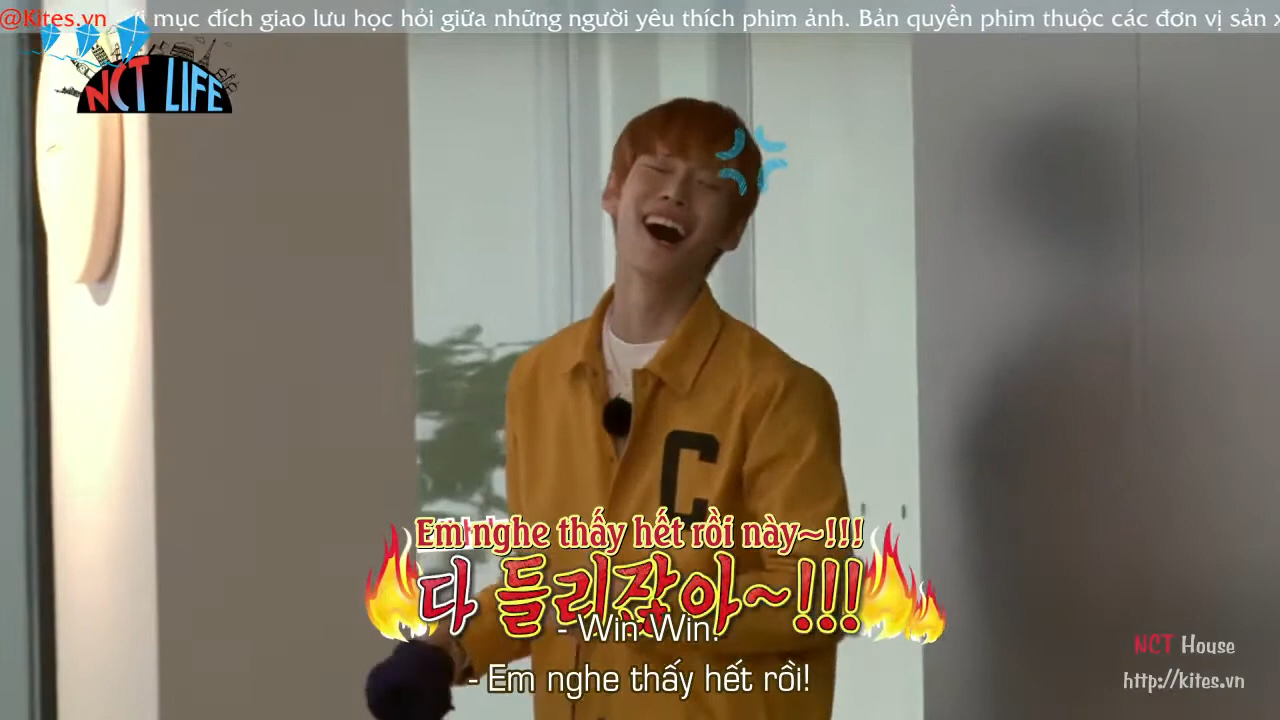 @Kites.vn
ới mục đích giao lưu học hỏi giữa những người yêu thích phim ảnh. Bản quyền phim thuộc các đơn vị sản x
NCT LIFE
C
Em nghe thấy hết rồi này~!!!
다 들리잖아~!!!
- Win Win!
- Em nghe thấy hết rồi!
NCT House
http://kites.vn